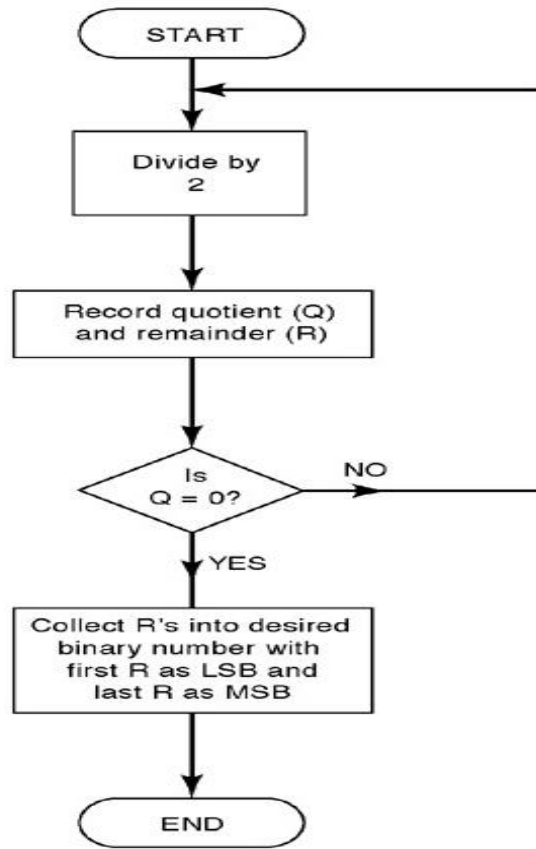 START
Divide by
2
Record quotient (Q)
and remainder (R)
Is
Q = 0?
NO
YES
Collect R's into desired
binary number with
first R as LSB and
last R as MSB
END